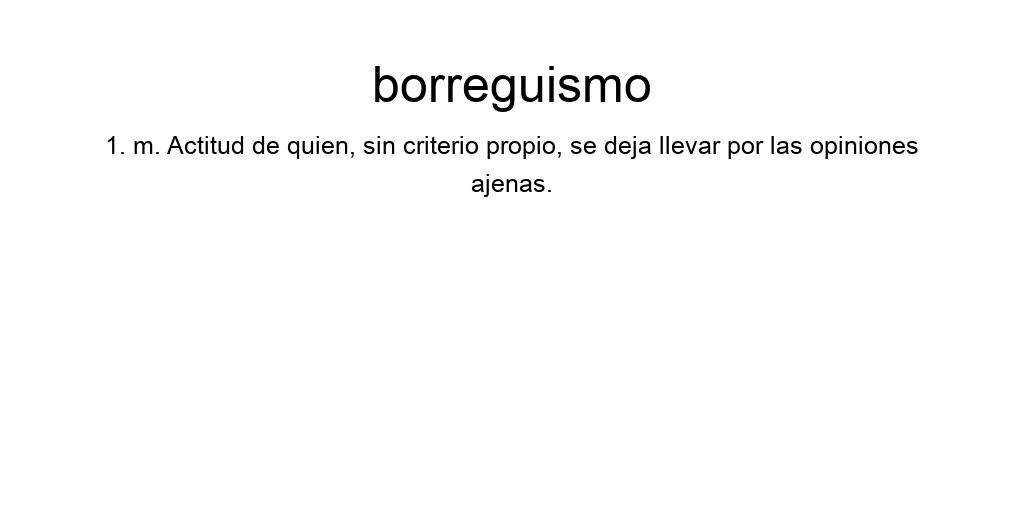 borreguismo
1. m. Actitud de quien, sin criterio propio, se deja llevar por las opiniones
ajenas.